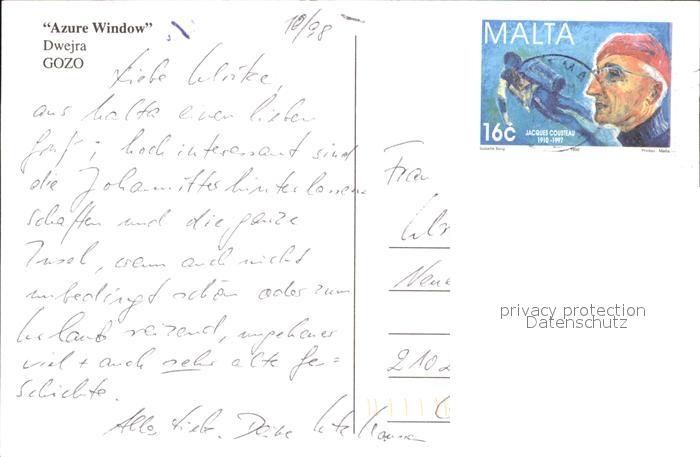 “Azure Window”
Dwejra
GOZO
10/98
MALTA
16c
JACQUES COUSTEAU
1910 -1997
Liebe Ulrike,
aus Malta einen lieben
Gruß; hochinteressant sind
die Johanniterhinterlassen-
schaften und die ganze
Insel, wenn auch nicht
unbedingt schön oder zum
Urlaub reizend, ungeheuer
viel + auch sehr alte Ge=
schichte.
Alles Liebe. Deine
Frau
210
privacy protection
Datenschutz